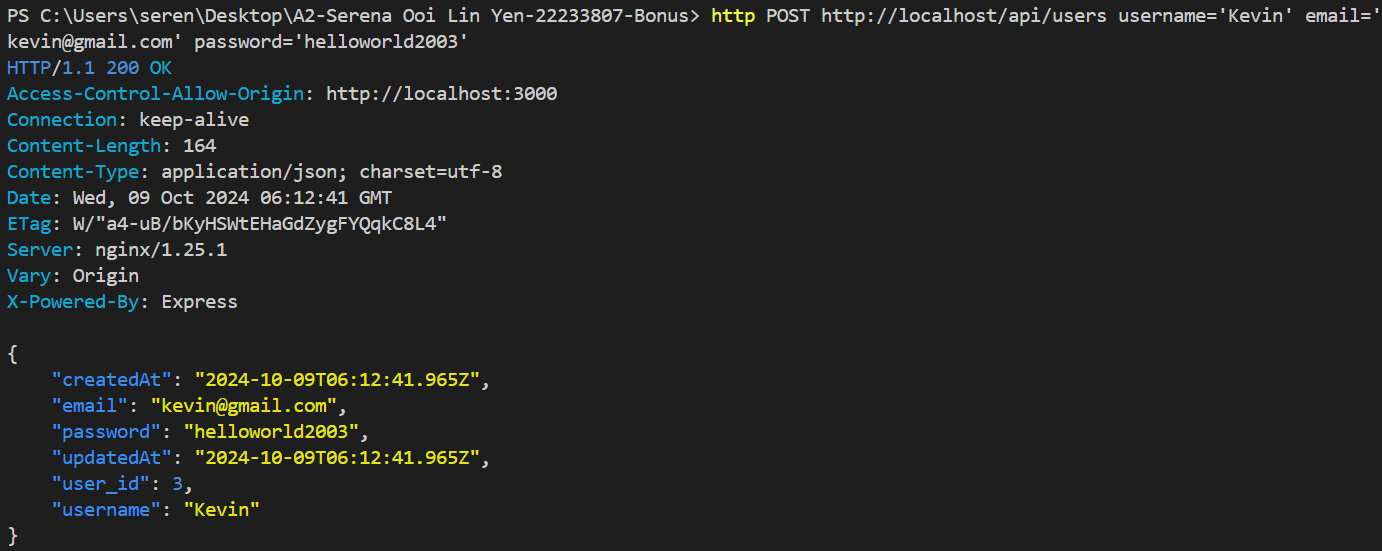 PS C:\Users\seren\Desktop\A2-Serena Ooi Lin Yen-22233807-Bonus> http POST http://localhost/api/users username='Kevin' email='
kevin@gmail.com' password='helloworld2003'
HTTP/1.1 200 OK
Access-Control-Allow-Origin: http://localhost:3000
Connection: keep-alive
Content-Length: 164
Content-Type: application/json; charset=utf-8
Date: Wed, 09 Oct 2024 06:12:41 GMT
ETag: W/"a4-uB/bKyHSWtEHaGdZygFYQqkC8L4"
Server: nginx/1.25.1
Vary: Origin
X-Powered-By: Express

{
    "createdAt": "2024-10-09T06:12:41.965Z",
    "email": "kevin@gmail.com",
    "password": "helloworld2003",
    "updatedAt": "2024-10-09T06:12:41.965Z",
    "user_id": 3,
    "username": "Kevin"
}